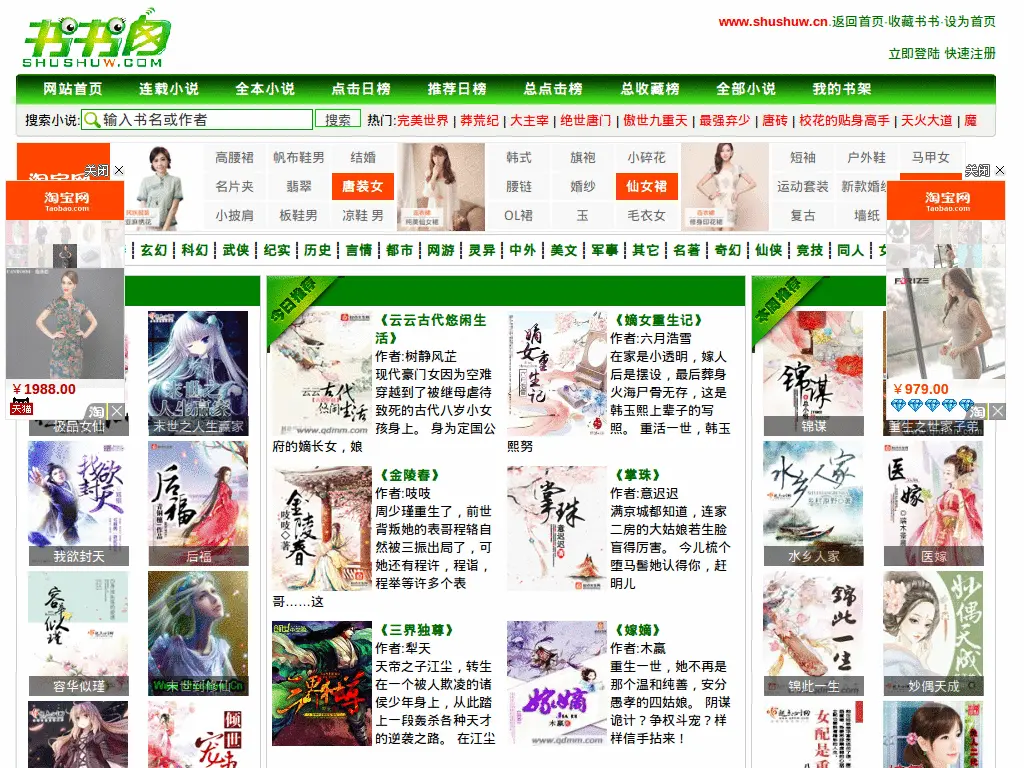 书书阁
SHUSHUW.COM
www.shushuw.cn.返回首页·收藏书书·设为首页
立即登陆 快速注册
网站首页 连载小说 全本小说 点击日榜 推荐日榜 总点击榜 总收藏榜 全部小说 我的书架
搜索小说: 输入书名或作者 搜索 热门:完美世界 | 莽荒纪 | 大主宰 | 绝世唐门 | 傲世九重天 | 最强弃少 | 唐砖 | 校花的贴身高手 | 天火大道 | 魔
关闭 ×
淘宝网
Taobao.com
高腰裙 帆布鞋男 结婚
名片夹 翡翠 唐装女
小披肩 板鞋男 凉鞋 男
韩式 旗袍 小碎花
腰链 婚纱 仙女裙
OL裙 玉 毛衣女
短袖 户外鞋 马甲女
运动套装 新款婚纱
复古 墙纸
关闭 ×
淘宝网
Taobao.com
¥1988.00
天猫
淘
¥979.00
淘
| 玄幻 | 科幻 | 武侠 | 纪实 | 历史 | 言情 | 都市 | 网游 | 灵异 | 中外 | 美文 | 军事 | 其它 | 名著 | 奇幻 | 仙侠 | 竞技 | 同人 | 女
极品女仙
末世之人生赢家
我欲封天
后福
容华似瑾
末世到修仙
今日推荐
《云云古代悠闲生
活》
作者:树静风芷
现代豪门女因为空难
穿越到了被继母虐待
致死的古代八岁小女
孩身上。 身为定国公
府的嫡长女，娘
《嫡女重生记》
作者:六月浩雪
在家是小透明，嫁人
后是摆设，最后葬身
火海尸骨无存，这是
韩玉熙上辈子的写
照。 重活一世，韩玉
熙努
《金陵春》
作者:吱吱
周少瑾重生了，前世
背叛她的表哥程辂自
然被三振出局了，可
她还有程许，程诣，
程举等许多个表
哥……这
《掌珠》
作者:意迟迟
满京城都知道，连家
二房的大姑娘若生脸
盲得厉害。 今儿梳个
堕马髻她认得你，赶
明儿
《三界独尊》
作者:犁天
天帝之子江尘，转生
在一个被人欺凌的诸
侯少年身上，从此踏
上一段轰杀各种天才
的逆袭之路。 在江尘
《嫁嫡》
作者:木嬴
重生一世，她不再是
那个温和纯善，安分
愚孝的四姑娘。 阴谋
诡计？争权斗宠？样
样信手拈来！
本周推荐
锦谋
重生之世家子弟
水乡人家
医嫁
锦此一生
妙偶天成